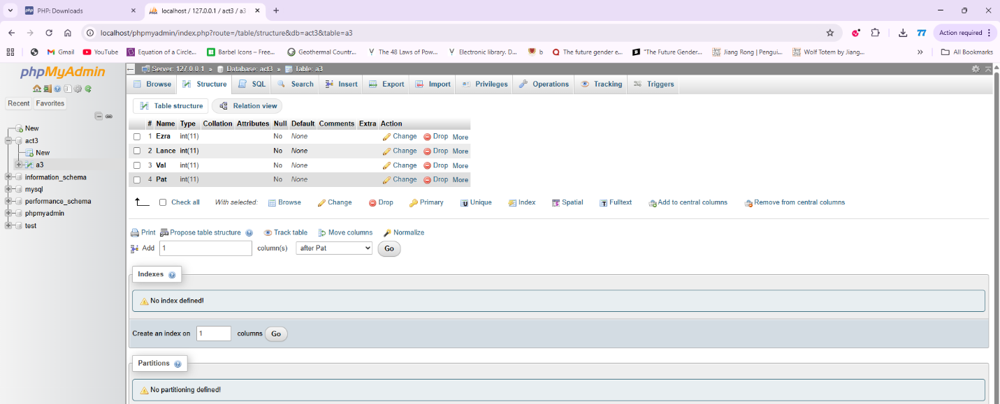 PHP: Downloads
localhost / 127.0.0.1 / act3 / a3
localhost/phpmyadmin/index.php?route=/table/structure&db=act3&table=a3
Action required
Gmail YouTube Equation of a Circle... Barbel Icons – Free... Geothermal Countr... The 48 Laws of Pow... Electronic library. D... b The future gender e... "The Future Gender... Jiang Rong | Pengui... Wolf Totem by Jiang... » All Bookmarks
phpMyAdmin
Recent Favorites
New
act3
New
a3
information_schema
mysql
performance_schema
phpmyadmin
test
Server: 127.0.0.1 » Database: act3 » Table: a3
Browse Structure SQL Search Insert Export Import Privileges Operations Tracking Triggers
Table structure Relation view
# Name Type Collation Attributes Null Default Comments Extra Action
1 Ezra int(11) No None Change Drop More
2 Lance int(11) No None Change Drop More
3 Val int(11) No None Change Drop More
4 Pat int(11) No None Change Drop More
Check all With selected: Browse Change Drop Primary Unique Index Spatial Fulltext Add to central columns Remove from central columns
Print Propose table structure Track table Move columns Normalize
Add 1 column(s) after Pat Go
Indexes
No index defined!
Create an index on 1 columns Go
Partitions
No partitioning defined!